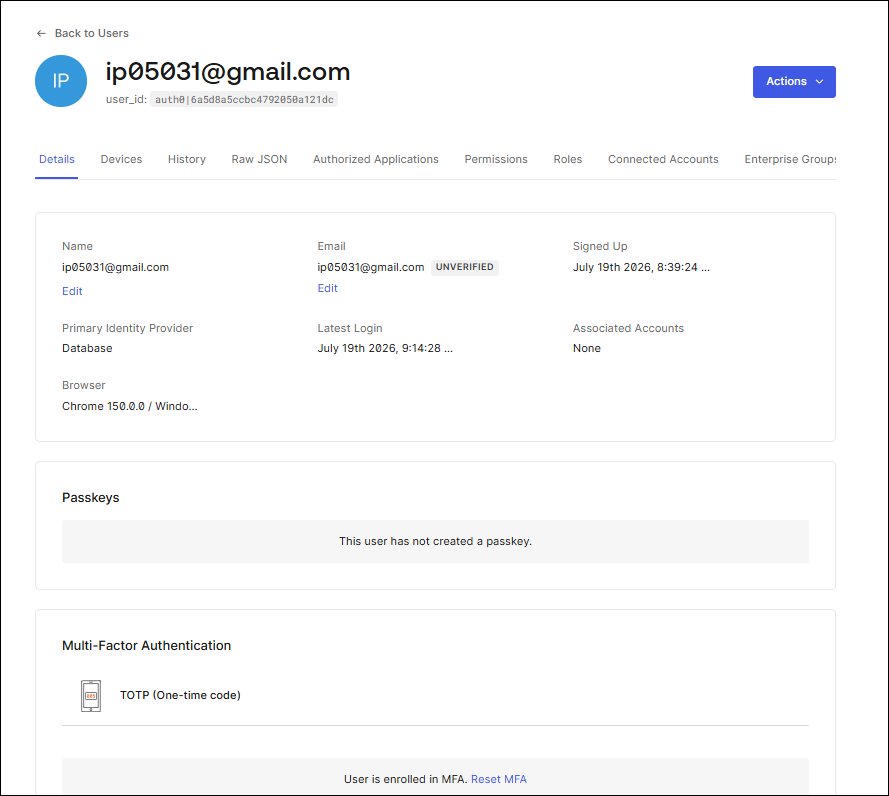 ← Back to Users
IP
ip05031@gmail.com
user_id: auth0|6a5d8a5ccbc4792050a121dc
Actions
Details Devices History Raw JSON Authorized Applications Permissions Roles Connected Accounts Enterprise Groups
Name Email Signed Up
ip05031@gmail.com ip05031@gmail.com UNVERIFIED July 19th 2026, 8:39:24 ...
Edit Edit
Primary Identity Provider Latest Login Associated Accounts
Database July 19th 2026, 9:14:28 ... None
Browser
Chrome 150.0.0 / Windo...
Passkeys
This user has not created a passkey.
Multi-Factor Authentication
TOTP (One-time code)
User is enrolled in MFA. Reset MFA